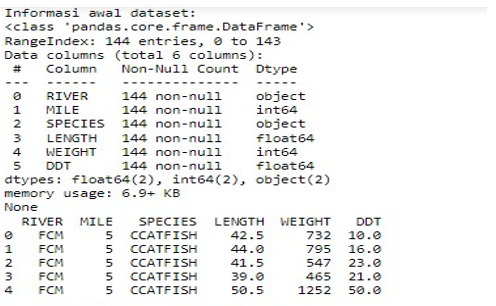 Informasi awal dataset:
<class 'pandas.core.frame.DataFrame'>
RangeIndex: 144 entries, 0 to 143
Data columns (total 6 columns):
 #   Column   Non-Null Count  Dtype
---  ------   --------------  -----
 0   RIVER    144 non-null    object
 1   MILE     144 non-null    int64
 2   SPECIES  144 non-null    object
 3   LENGTH   144 non-null    float64
 4   WEIGHT   144 non-null    int64
 5   DDT      144 non-null    float64
dtypes: float64(2), int64(2), object(2)
memory usage: 6.9+ KB
None
  RIVER  MILE   SPECIES  LENGTH  WEIGHT   DDT
0   FCM     5  CCATFISH    42.5     732  10.0
1   FCM     5  CCATFISH    44.0     795  16.0
2   FCM     5  CCATFISH    41.5     547  23.0
3   FCM     5  CCATFISH    39.0     465  21.0
4   FCM     5  CCATFISH    50.5    1252  50.0